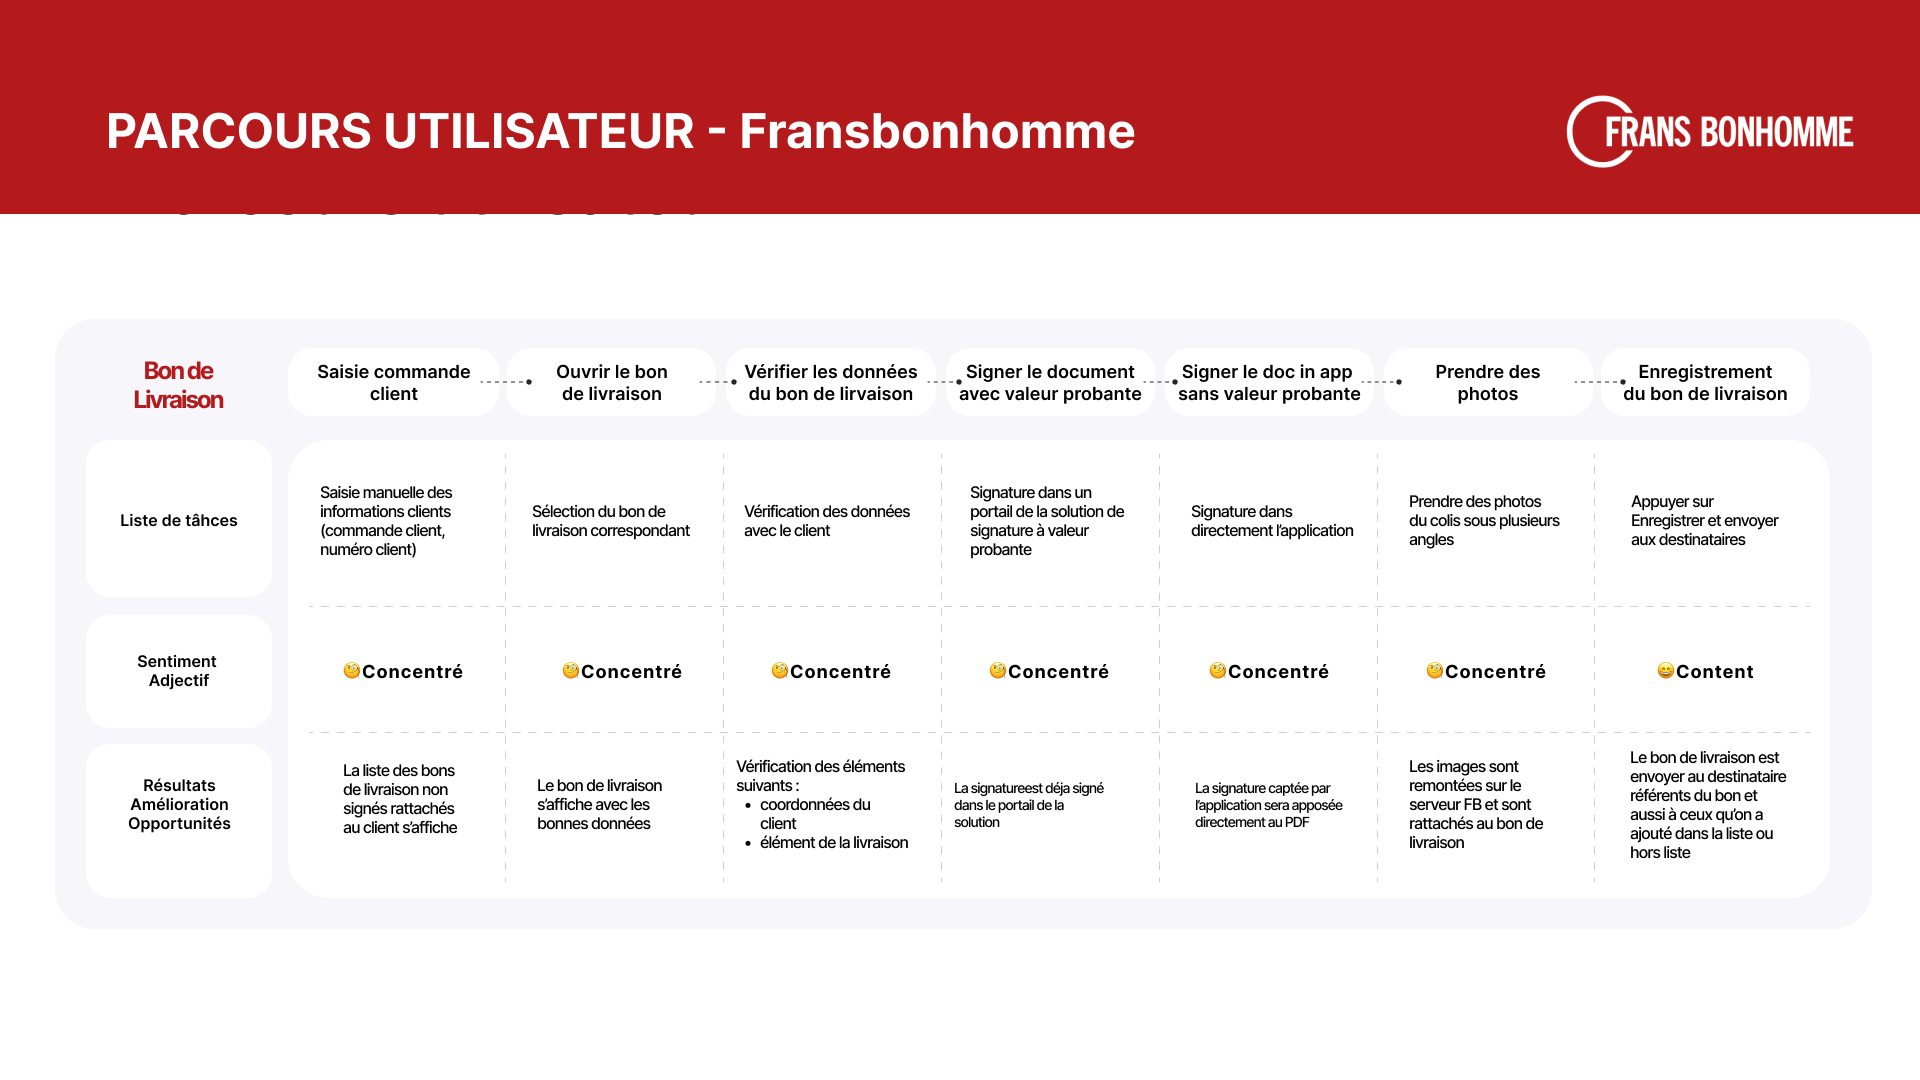 PARCOURS UTILISATEUR - Fransbonhomme
FRANS BONHOMME
Bon de
Livraison
Saisie commande
client
Ouvrir le bon
de livraison
Vérifier les données
du bon de lirvaison
Signer le document
avec valeur probante
Signer le doc in app
sans valeur probante
Prendre des
photos
Enregistrement
du bon de livraison
Liste de tâhces
Saisie manuelle des
informations clients
(commande client,
numéro client)
Sélection du bon de
livraison correspondant
Vérification des données
avec le client
Signature dans un
portail de la solution de
signature à valeur
probante
Signature dans
directement l'application
Prendre des photos
du colis sous plusieurs
angles
Appuyer sur
Enregistrer et envoyer
aux destinataires
Sentiment
Adjectif
🧐Concentré
🧐Concentré
🧐Concentré
🧐Concentré
🧐Concentré
🧐Concentré
😄Content
Résultats
Amélioration
Opportunités
La liste des bons
de livraison non
signés rattachés
au client s'affiche
Le bon de livraison
s'affiche avec les
bonnes données
Vérification des éléments
suivants :
• coordonnées du
client
• élément de la livraison
La signatureest déja signé
dans le portail de la
solution
La signature captée par
l'application sera apposée
directement au PDF
Les images sont
remontées sur le
serveur FB et sont
rattachés au bon de
livraison
Le bon de livraison est
envoyer au destinataire
référents du bon et
aussi à ceux qu'on a
ajouté dans la liste ou
hors liste